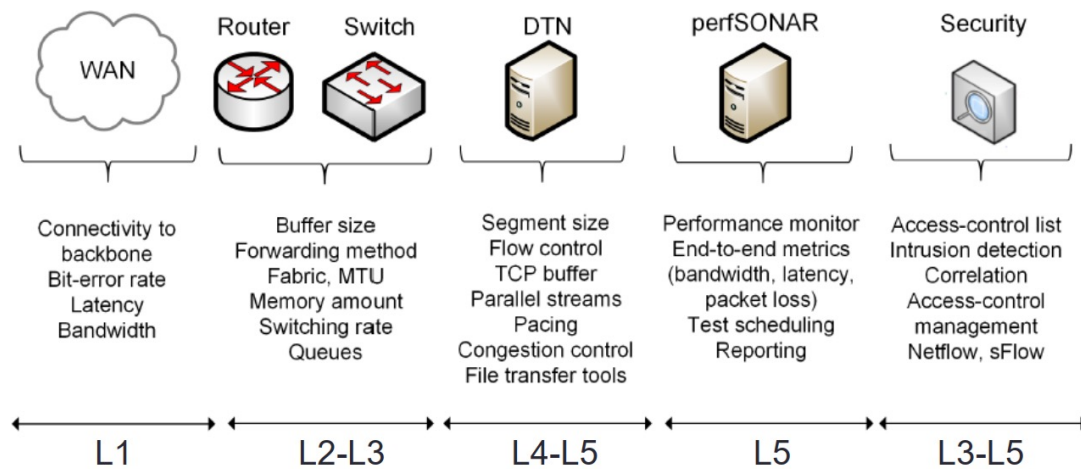 WAN
Router
Switch
DTN
perfSONAR
Security
Connectivity to
backbone
Bit-error rate
Latency
Bandwidth
Buffer size
Forwarding method
Fabric, MTU
Memory amount
Switching rate
Queues
Segment size
Flow control
TCP buffer
Parallel streams
Pacing
Congestion control
File transfer tools
Performance monitor
End-to-end metrics
(bandwidth, latency,
packet loss)
Test scheduling
Reporting
Access-control list
Intrusion detection
Correlation
Access-control
management
Netflow, sFlow
L1
L2-L3
L4-L5
L5
L3-L5